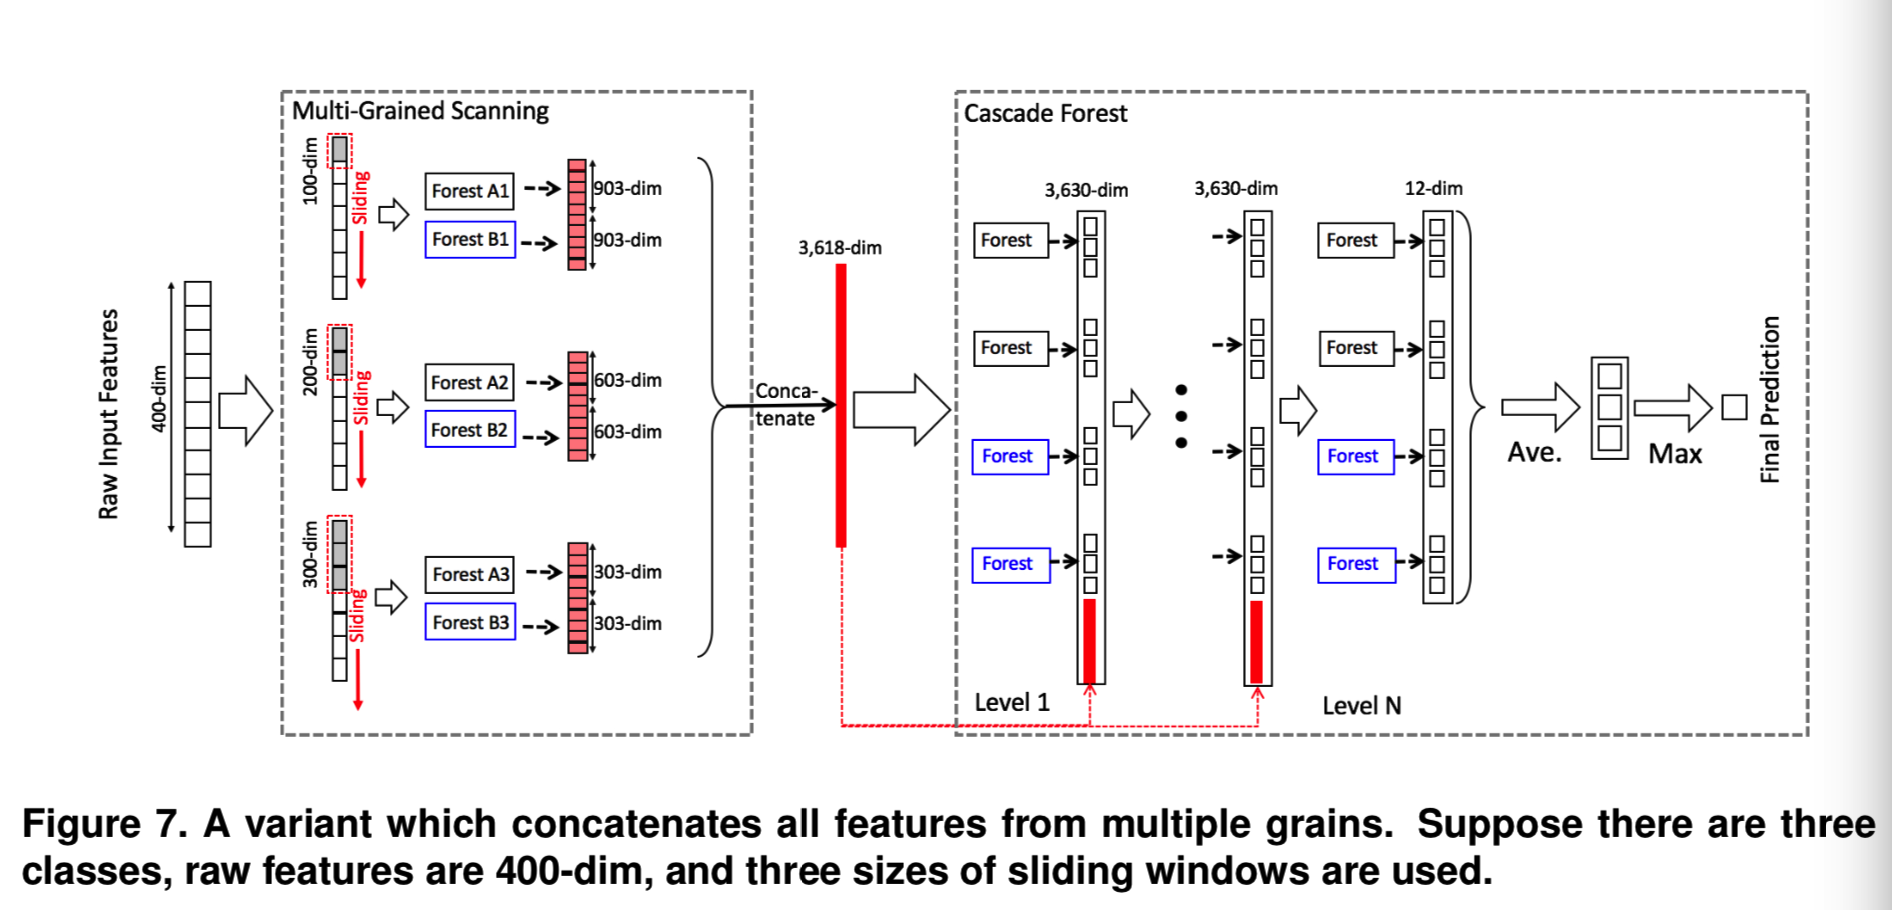 Multi-Grained Scanning
Raw Input Features
400-dim
100-dim
Sliding
Forest A1
Forest B1
903-dim
903-dim
200-dim
Sliding
Forest A2
Forest B2
603-dim
603-dim
300-dim
Sliding
Forest A3
Forest B3
303-dim
303-dim
Conca-
tenate
3,618-dim
Cascade Forest
3,630-dim
Forest
Forest
Forest
Forest
Level 1
3,630-dim
12-dim
Forest
Forest
Forest
Forest
Level N
Ave.
Max
Final Prediction
Figure 7. A variant which concatenates all features from multiple grains. Suppose there are three
classes, raw features are 400-dim, and three sizes of sliding windows are used.